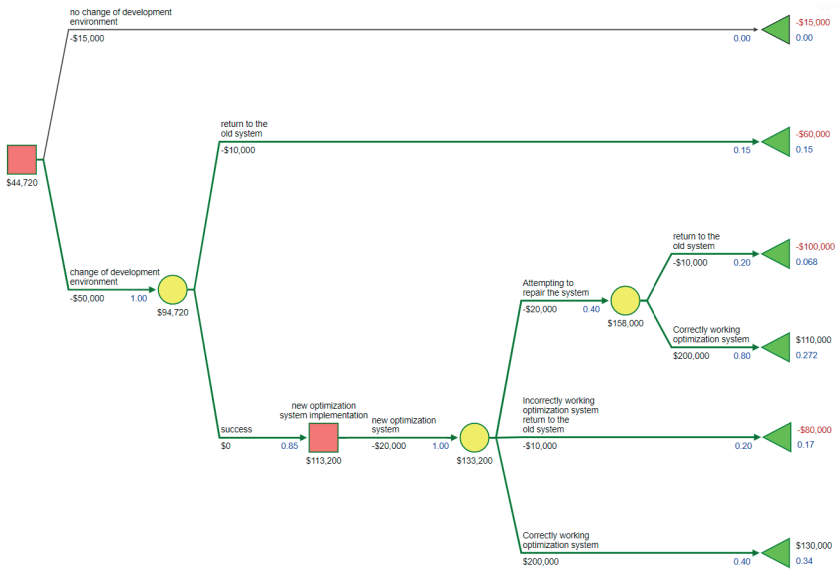 no change of development
environment
-$15,000
0.00
-$15,000
0.00
$44,720
return to the
old system
-$10,000
0.15
-$60,000
0.15
change of development
environment
-$50,000
1.00
$94,720
return to the
old system
-$10,000
0.20
-$100,000
0.068
Attempting to
repair the system
-$20,000
0.40
$158,000
Correctly working
optimization system
$200,000
0.80
$110,000
0.272
success
$0
0.85
new optimization
system implementation
$113,200
new optimization
system
-$20,000
1.00
$133,200
Incorrectly working
optimization system
return to the
old system
-$10,000
0.20
-$80,000
0.17
Correctly working
optimization system
$200,000
0.40
$130,000
0.34